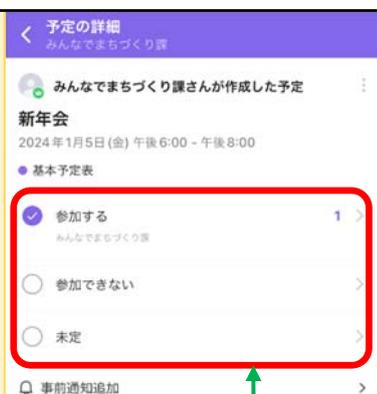 予定の詳細
みんなでまちづくり課
みんなでまちづくり課さんが作成した予定
新年会
2024年1月5日(金) 午後6:00 - 午後8:00
基本予定表
参加する 1
みんなでまちづくり課
参加できない
未定
事前通知追加